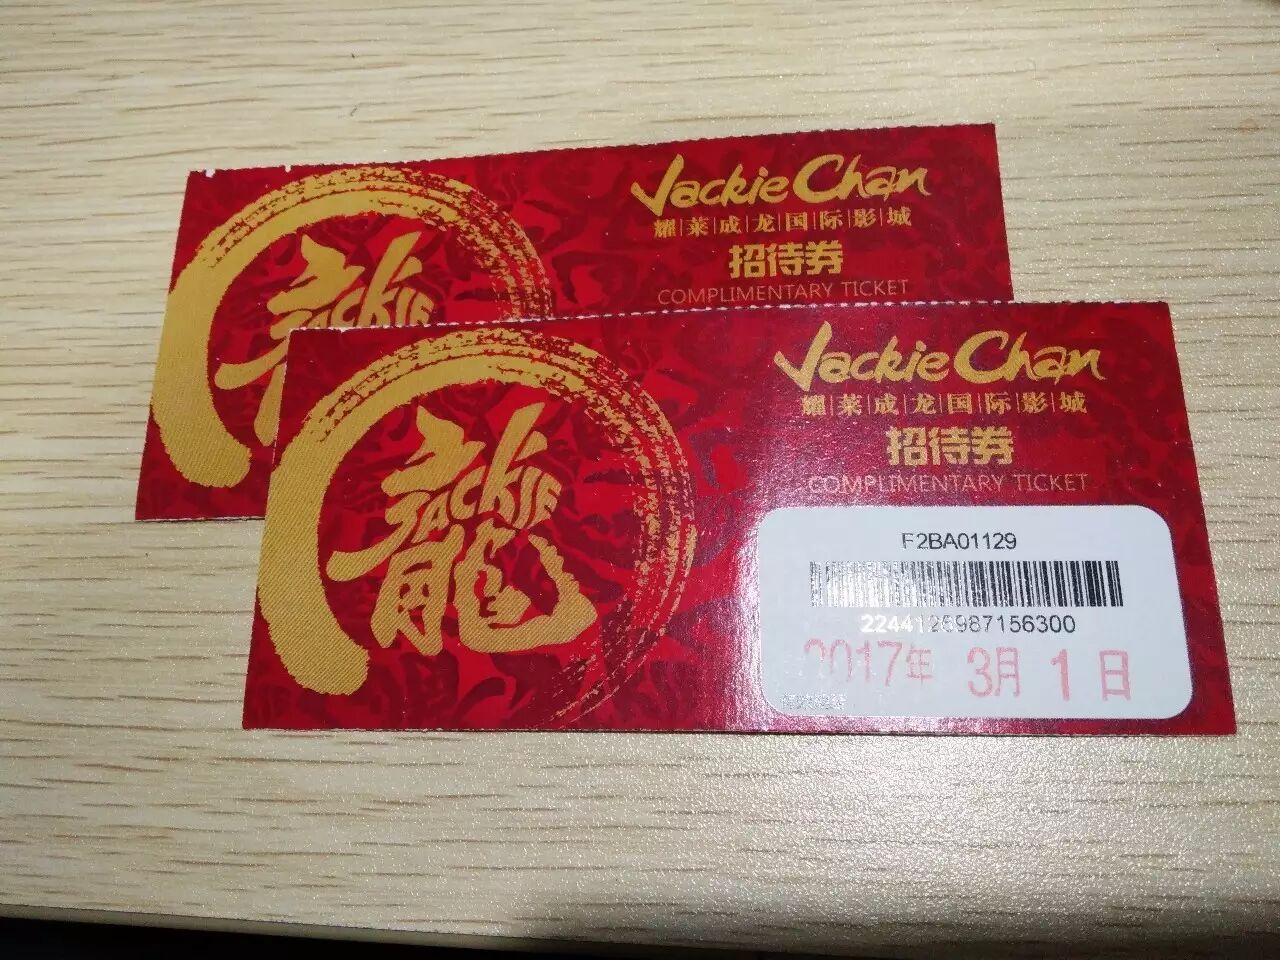 Jackie Chan
耀|莱|成|龙|国|际|影|城
招待券
COMPLIMENTARY TICKET
JACKIE
龍
JACKIE
Jackie Chan
耀|莱|成|龙|国|际|影|城
招待券
COMPLIMENTARY TICKET
F2BA01129
2244126987156300
2017年 3月 1日